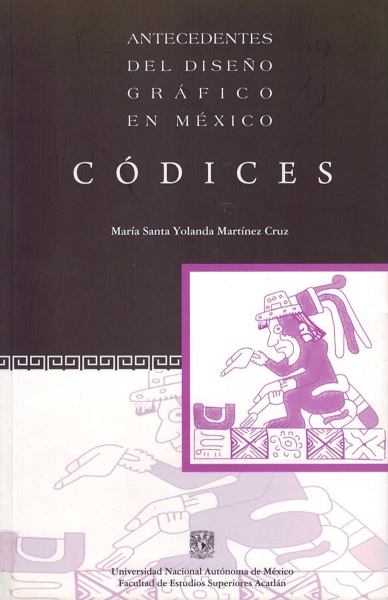 ANTECEDENTES
DEL DISEÑO
GRÁFICO
EN MÉXICO
CÓDICES
María Santa Yolanda Martínez Cruz
Universidad Nacional Autónoma de México
Facultad de Estudios Superiores Acatlán